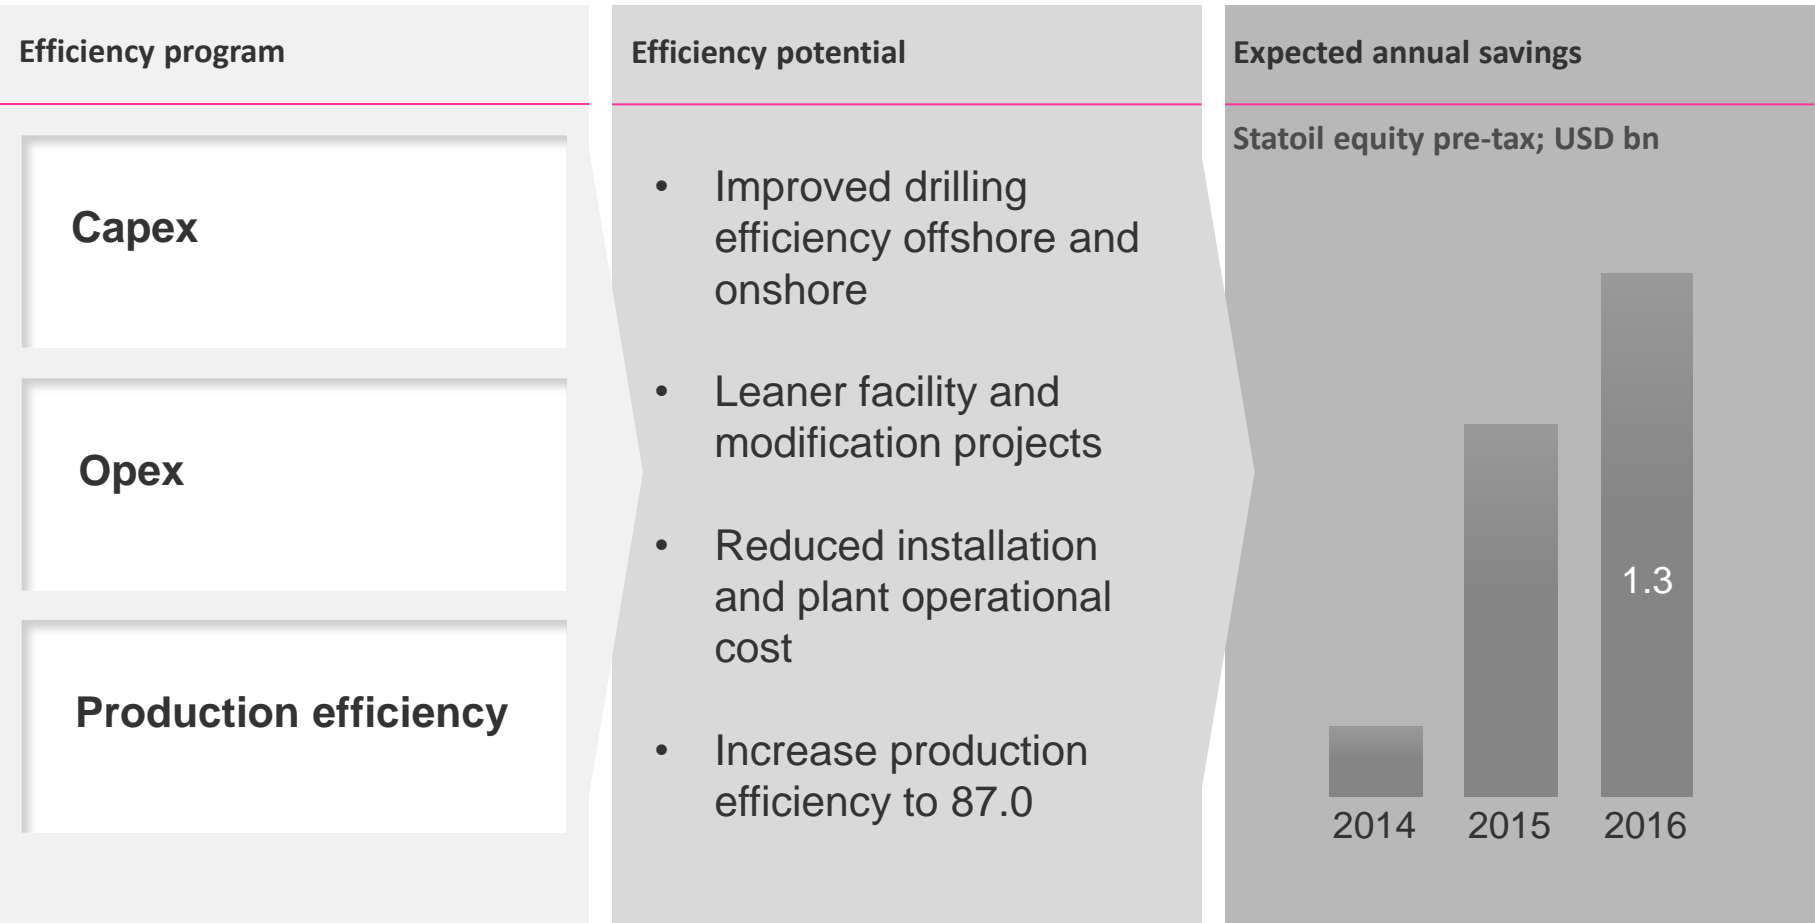 Efficiency program
Capex
Opex
Production efficiency
Efficiency potential
• Improved drilling
efficiency offshore and
onshore
• Leaner facility and
modification projects
• Reduced installation
and plant operational
cost
• Increase production
efficiency to 87.0
Expected annual savings
Statoil equity pre-tax; USD bn
1.3
2014 2015 2016